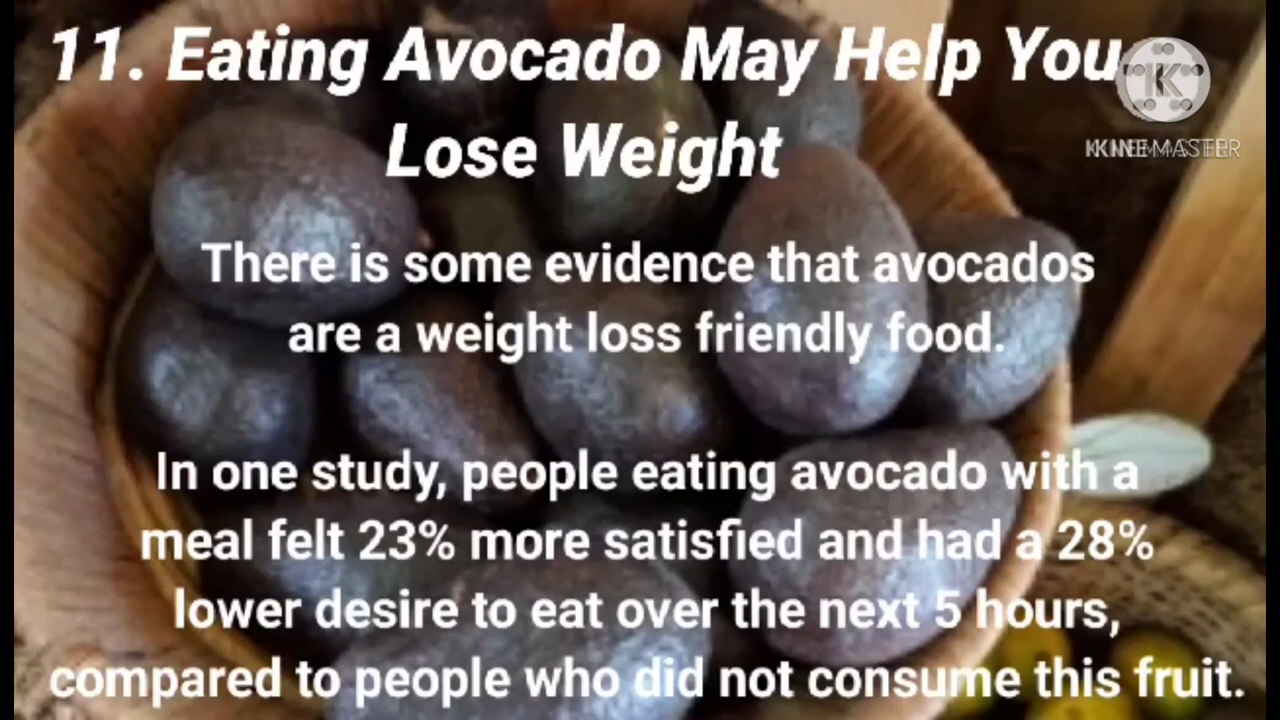 11. Eating Avocado May Help You
Lose Weight
KINEMASTER
There is some evidence that avocados
are a weight loss friendly food.
In one study, people eating avocado with a
meal felt 23% more satisfied and had a 28%
lower desire to eat over the next 5 hours,
compared to people who did not consume this fruit.